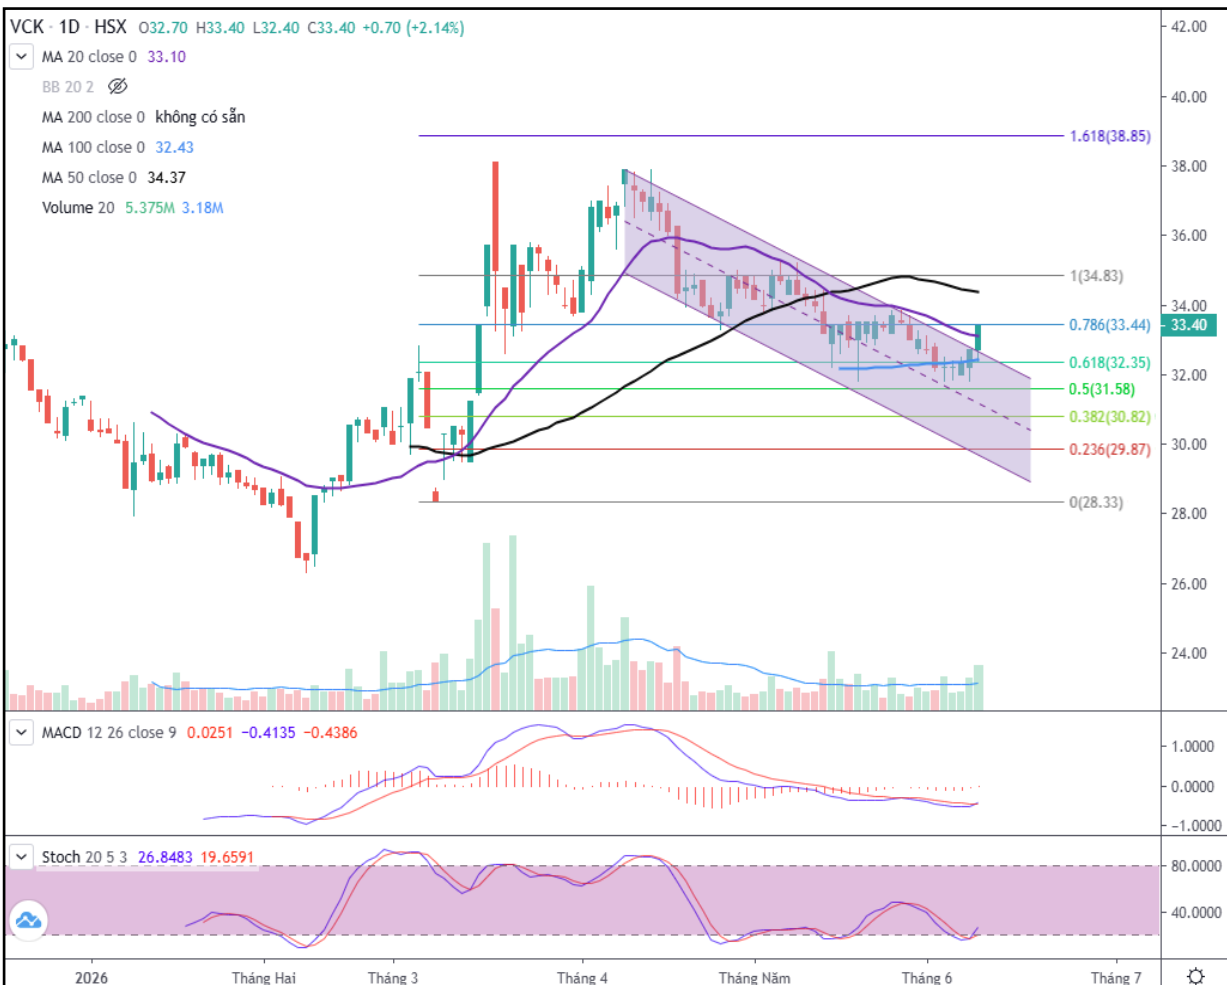 VCK · 1D · HSX O32.70 H33.40 L32.40 C33.40 +0.70 (+2.14%)
MA 20 close 0 33.10
BB 20 2
MA 200 close 0 không có sẵn
MA 100 close 0 32.43
MA 50 close 0 34.37
Volume 20 5.375M 3.18M
42.00
40.00
1.618(38.85)
38.00
36.00
1(34.83)
34.00
0.786(33.44)
33.40
0.618(32.35)
32.00
0.5(31.58)
0.382(30.82)
30.00
0.236(29.87)
0(28.33)
28.00
26.00
24.00
MACD 12 26 close 9 0.0251 −0.4135 −0.4386
1.0000
0.0000
−1.0000
Stoch 20 5 3 26.8483 19.6591
80.0000
40.0000
2026 Tháng Hai Tháng 3 Tháng 4 Tháng Năm Tháng 6 Tháng 7